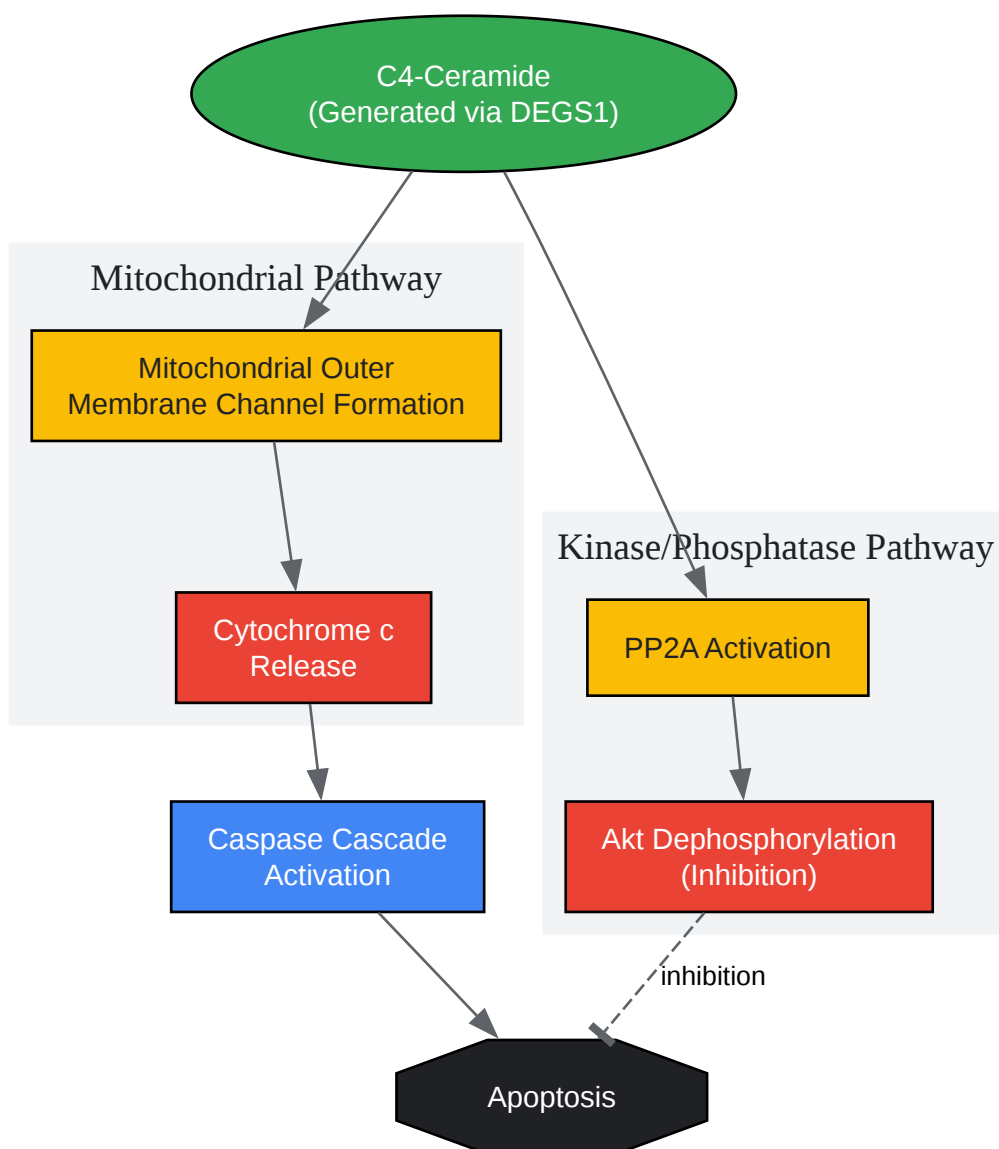 C4-Ceramide
(Generated via DEGS1)
Mitochondrial Pathway
Mitochondrial Outer
Membrane Channel Formation
Kinase/Phosphatase Pathway
Cytochrome c
Release
PP2A Activation
Caspase Cascade
Activation
Akt Dephosphorylation
(Inhibition)
inhibition
Apoptosis